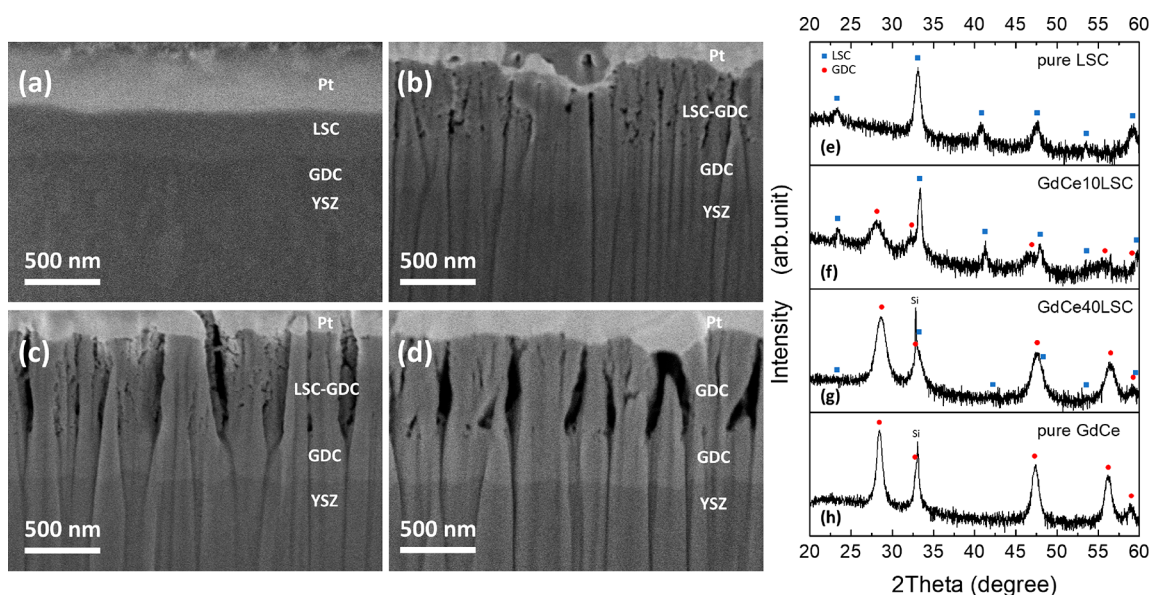 (a)
Pt
LSC
GDC
YSZ
500 nm
(b)
Pt
LSC-GDC
GDC
YSZ
500 nm
(c)
Pt
LSC-GDC
GDC
YSZ
500 nm
(d)
Pt
GDC
GDC
YSZ
500 nm
20 25 30 35 40 45 50 55 60
LSC
GDC
pure LSC
(e)
GdCe10LSC
(f)
Si
GdCe40LSC
(g)
Si
pure GdCe
(h)
20 25 30 35 40 45 50 55 60
2Theta (degree)
Intensity (arb.unit)